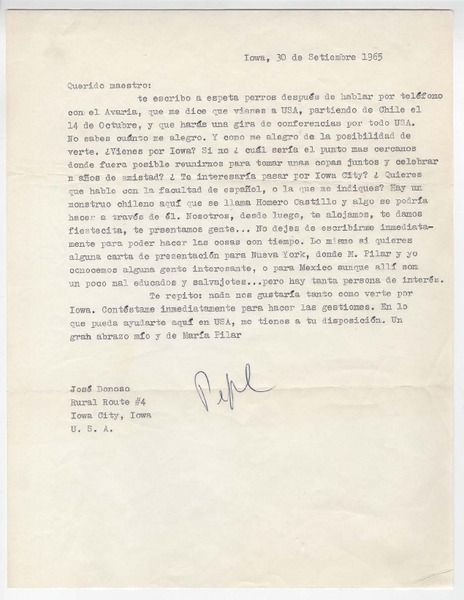 Iowa, 30 de Setiembre 1965
Querido maestro:
te escribo a espeta perros después de hablar por teléfono
con el Avaria, que me dice que vienes a USA, partiendo de Chile el
14 de Octubre, y que harás una gira de conferencias por todo USA.
No sabes cuánto me alegro. Y como me alegro de la posibilidad de
verte. ¿Vienes por Iowa? Si no ¿ cuál sería el punto mas cercano
donde fuera posible reunirnos para tomar unas copas juntos y celebrar
n años de amistad? ¿ Te interesaría pasar por Iowa City? ¿ Quieres
que hable con la facultad de español, o la que me indiques? Hay un
monstruo chileno aquí que se llama Homero Castillo y algo se podría
hacer a través de él. Nosotros, desde luego, te alojamos, te damos
fiestecita, te prsentamos gente... No dejes de escribirme inmediata-
mente para poder hacer las cosas con tiempo. Lo mismo si quieres
alguna carta de presentación para Nueva York, donde M. Pilar y yo
conocemos alguna gente interesante, o para Mexico aunque allí son
un poco mal educados y salvajotes...pero hay tanta persona de interés.
Te repito: nada nos gustaría tanto como verte por
Iowa. Contéstame inmediatamente para hacer las gestiones. En lo
que pueda ayudarte aquí en USA, me tienes a tu disposición. Un
grah abrazo mío y de María Pilar
Pepe
José Donoso
Rural Route #4
Iowa City, Iowa
U. S. A.